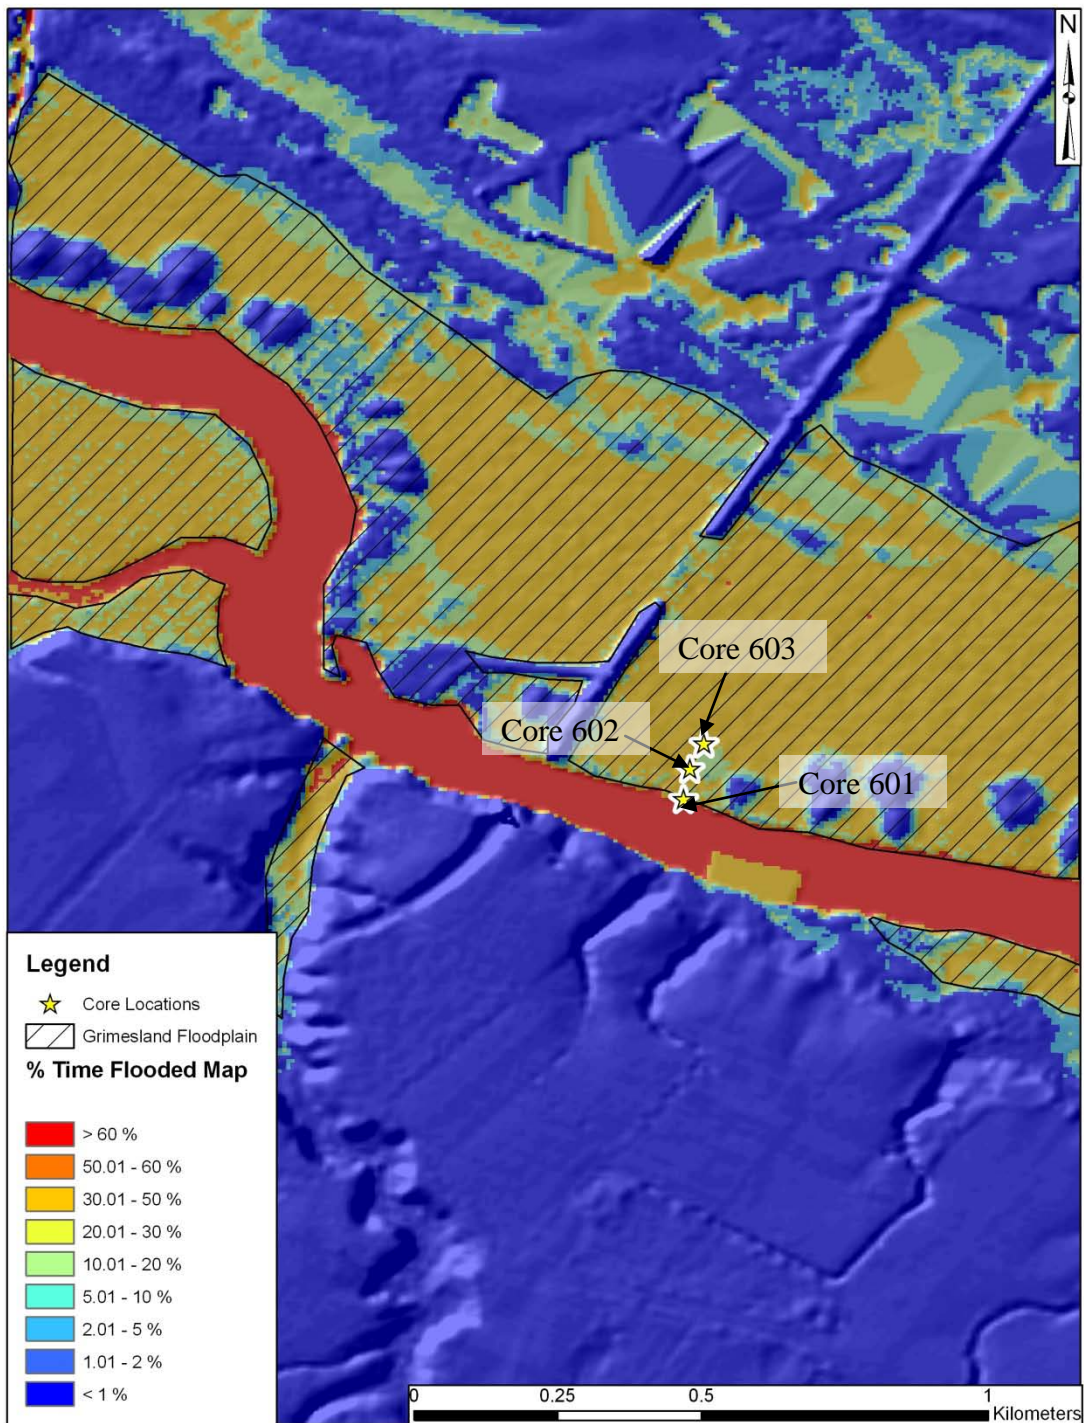 N
Core 603
Core 602
Core 601
Legend
Core Locations
Grimesland Floodplain
% Time Flooded Map
> 60 %
50.01 - 60 %
30.01 - 50 %
20.01 - 30 %
10.01 - 20 %
5.01 - 10 %
2.01 - 5 %
1.01 - 2 %
< 1 %
0 0.25 0.5 1
Kilometers